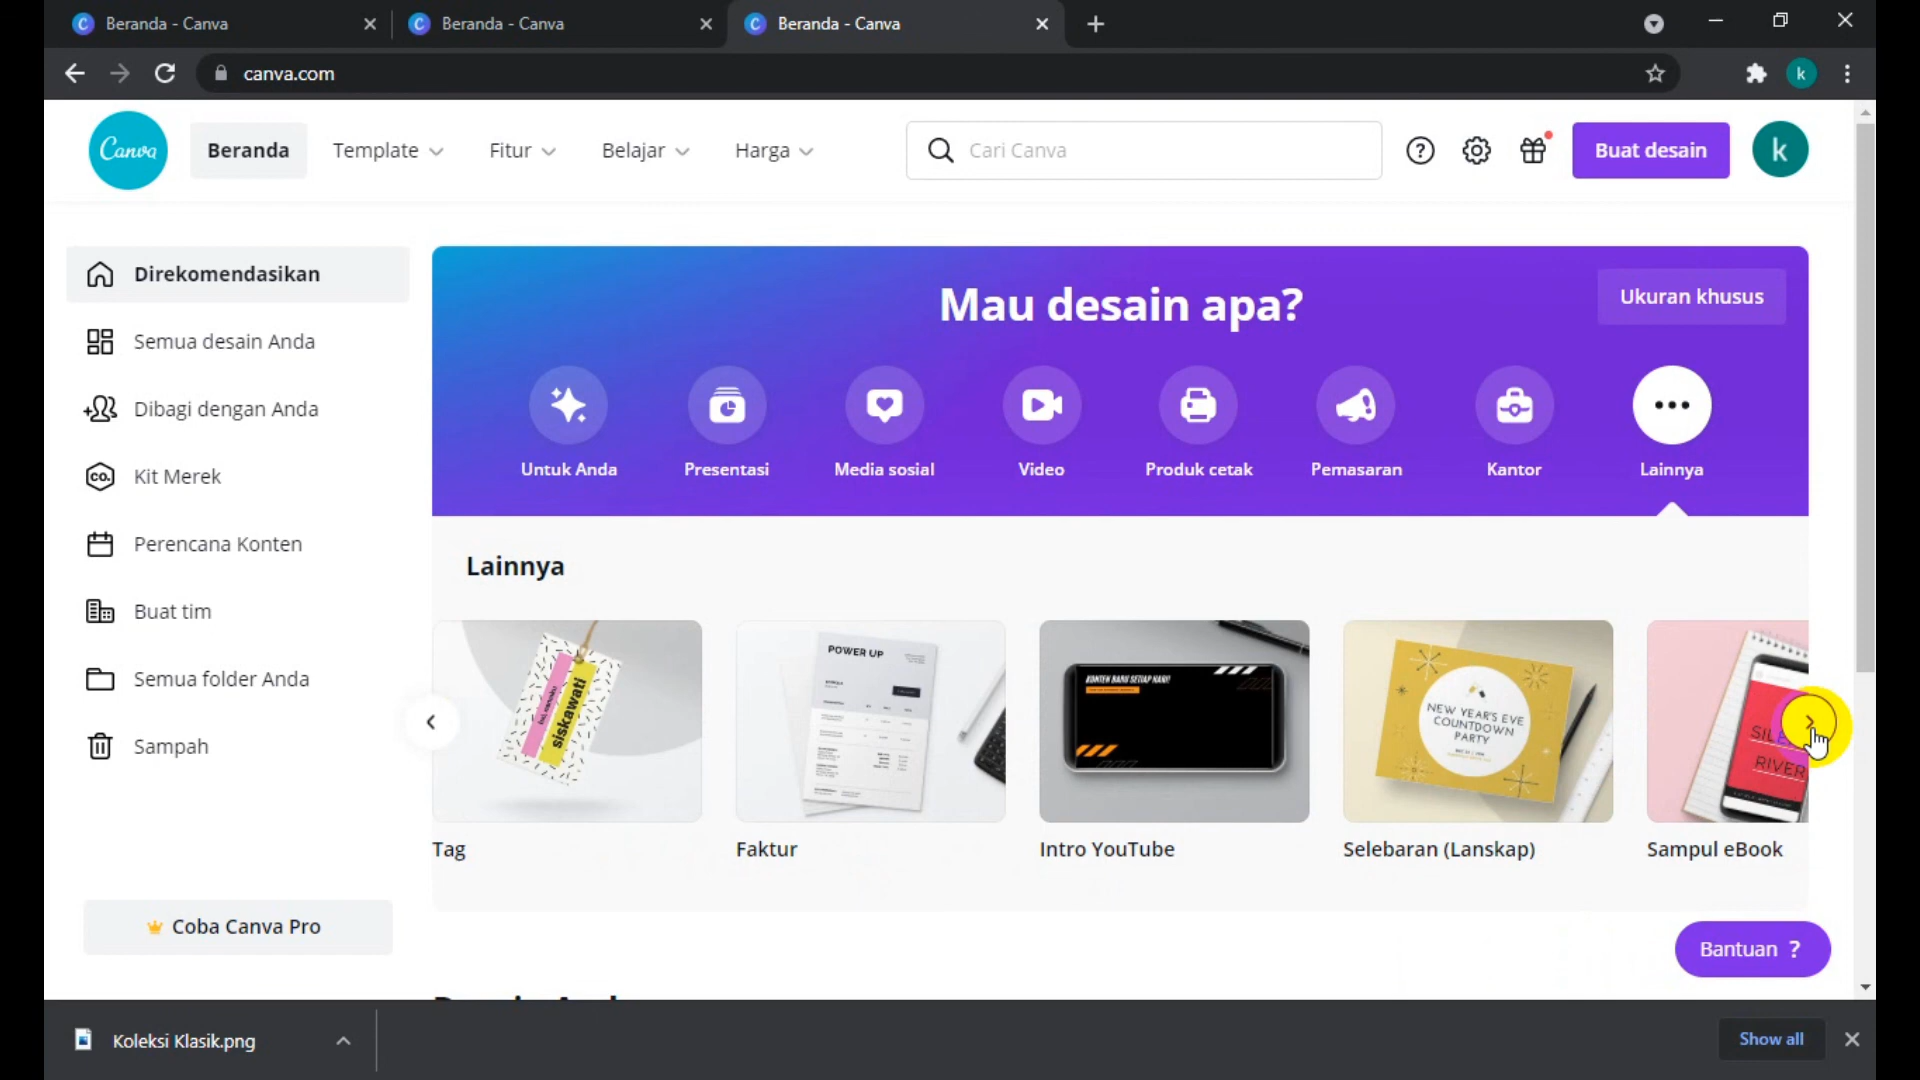 Beranda - Canva
Beranda - Canva
Beranda - Canva
canva.com
k
Canva
Beranda
Template
Fitur
Belajar
Harga
Cari Canva
Buat desain
k
Direkomendasikan
Semua desain Anda
Dibagi dengan Anda
Kit Merek
Perencana Konten
Buat tim
Semua folder Anda
Sampah
Coba Canva Pro
Mau desain apa?
Ukuran khusus
Untuk Anda
Presentasi
Media sosial
Video
Produk cetak
Pemasaran
Kantor
Lainnya
Lainnya
siskawati
POWER UP
KONTEN BARU SETIAP HARI!
NEW YEAR'S EVE
COUNTDOWN
PARTY
RIVER
Tag
Faktur
Intro YouTube
Selebaran (Lanskap)
Sampul eBook
Bantuan ?
Koleksi Klasik.png
Show all